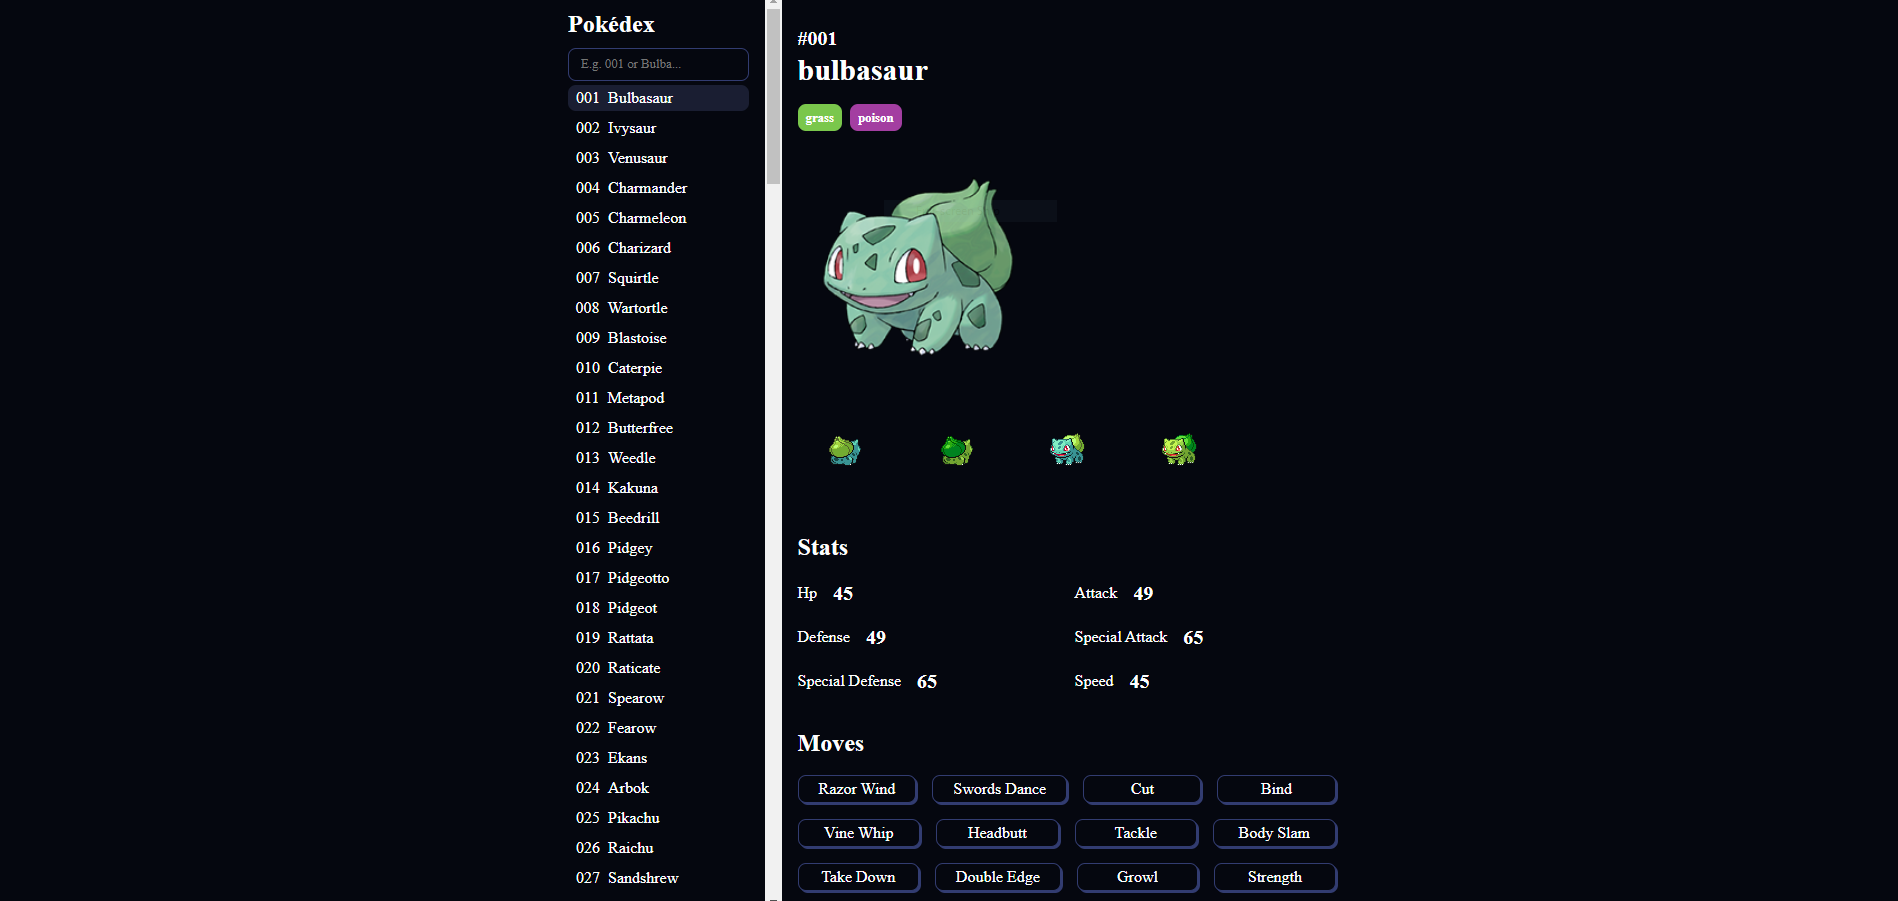 Pokédex
E.g. 001 or Bulba...
001 Bulbasaur
002 Ivysaur
003 Venusaur
004 Charmander
005 Charmeleon
006 Charizard
007 Squirtle
008 Wartortle
009 Blastoise
010 Caterpie
011 Metapod
012 Butterfree
013 Weedle
014 Kakuna
015 Beedrill
016 Pidgey
017 Pidgeotto
018 Pidgeot
019 Rattata
020 Raticate
021 Spearow
022 Fearow
023 Ekans
024 Arbok
025 Pikachu
026 Raichu
027 Sandshrew
#001
bulbasaur
grass poison
Stats
Hp 45 Attack 49
Defense 49 Special Attack 65
Special Defense 65 Speed 45
Moves
Razor Wind Swords Dance Cut Bind
Vine Whip Headbutt Tackle Body Slam
Take Down Double Edge Growl Strength